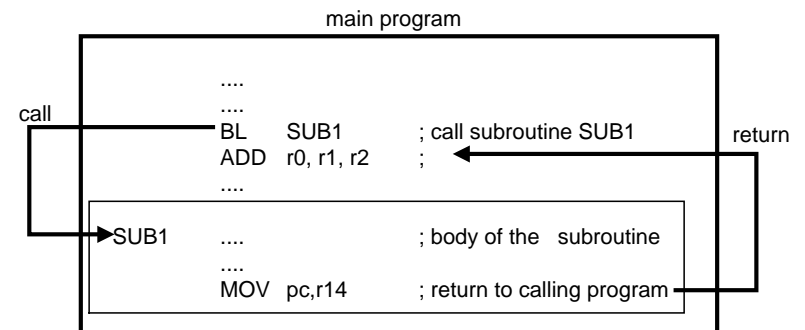 main program
....
....
call
BL SUB1 ; call subroutine SUB1
return
ADD r0, r1, r2 ;
....
SUB1 .... ; body of the subroutine
....
MOV pc,r14 ; return to calling program